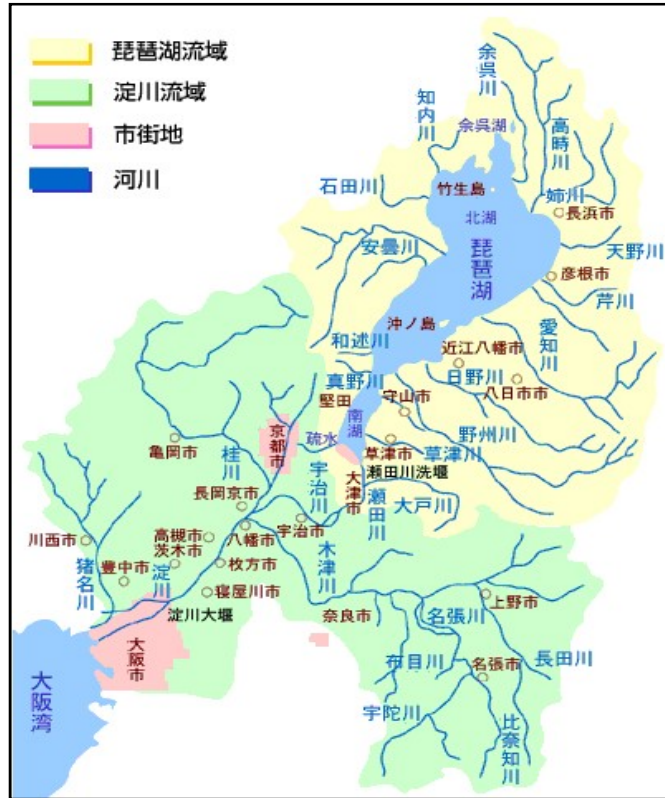 琵琶湖流域
淀川流域
市街地
河川
余呉川
知内川
余呉湖
高時川
石田川
竹生島
姉川
長浜市
北湖
安曇川
琵琶湖
天野川
彦根市
芹川
沖ノ島
愛知川
和述川
近江八幡市
真野川
日野川
八日市市
堅田
守山市
南湖
野州川
京都市
疏水
草津市
草津川
亀岡市
桂川
宇治川
大津市
瀬田川洗堰
瀬田川
大戸川
長岡京市
川西市
高槻市
八幡市
宇治市
茨木市
木津川
猪名川
豊中市
淀川
枚方市
寝屋川市
淀川大堰
奈良市
名張川
上野市
大阪市
布目川
名張市
長田川
大阪湾
宇陀川
比奈知川